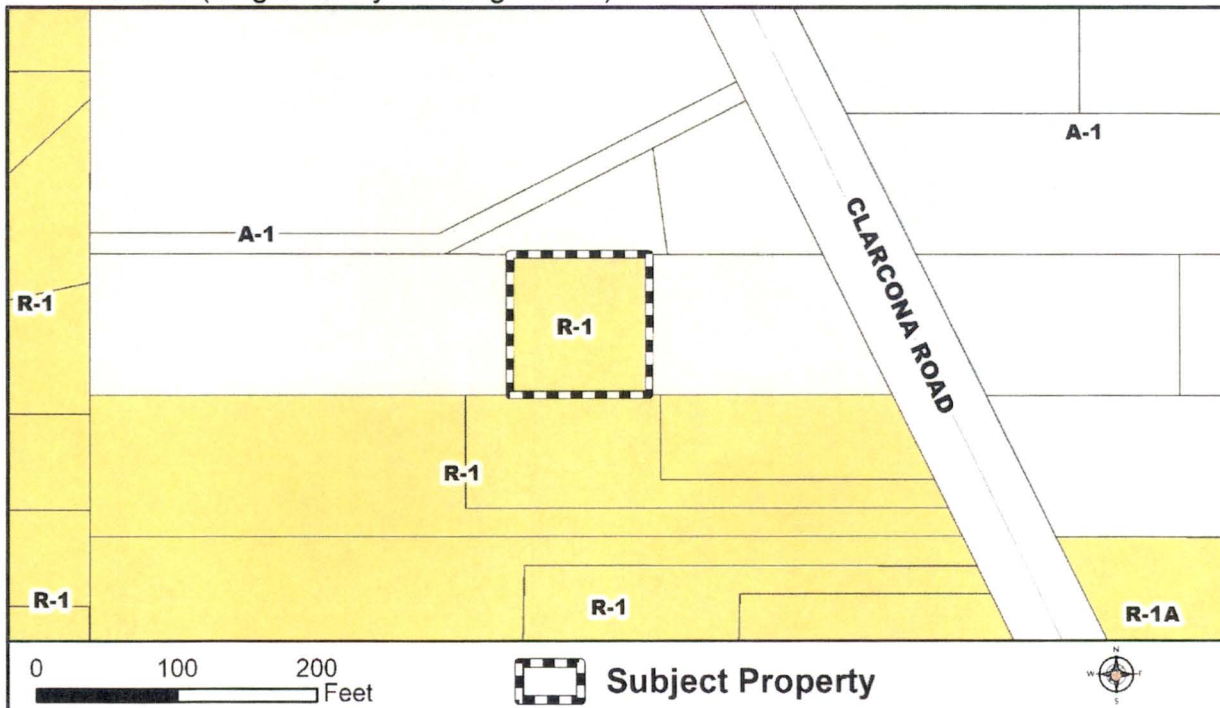 A-1
A-1
CLARCONA ROAD
R-1
R-1
R-1
R-1
R-1
R-1A
0 100 200
Feet
Subject Property
N
W
S